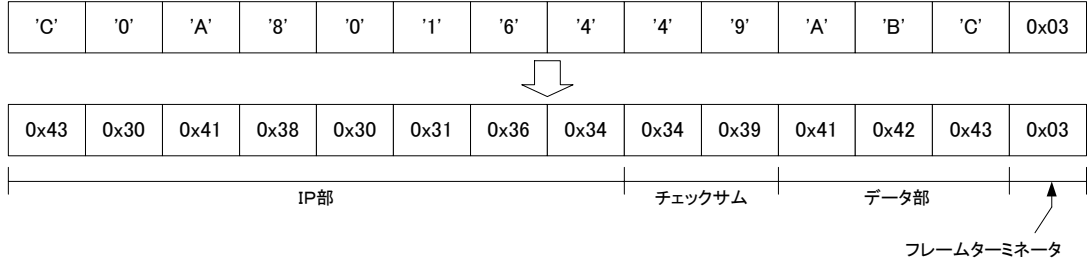 'C' '0' 'A' '8' '0' '1' '6' '4' '4' '9' 'A' 'B' 'C' 0x03
0x43 0x30 0x41 0x38 0x30 0x31 0x36 0x34 0x34 0x39 0x41 0x42 0x43 0x03
IP部 チェックサム データ部
フレームターミネータ